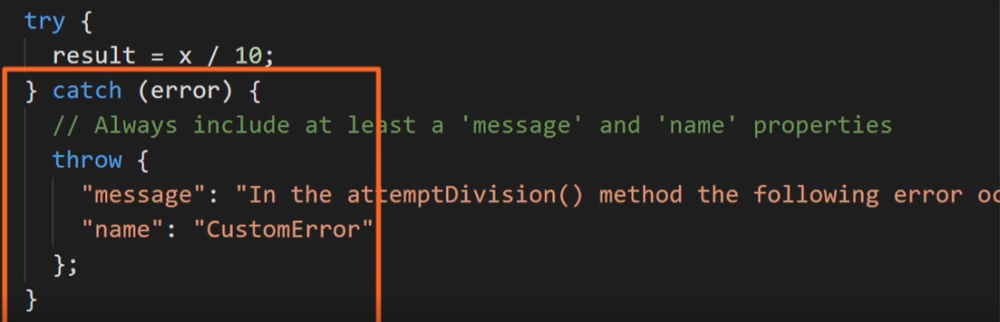 try {
result = x / 10;
} catch (error) {
// Always include at least a 'message' and 'name' properties
throw {
"message": "In the attemptDivision() method the following error
"name": "CustomError"
};
}